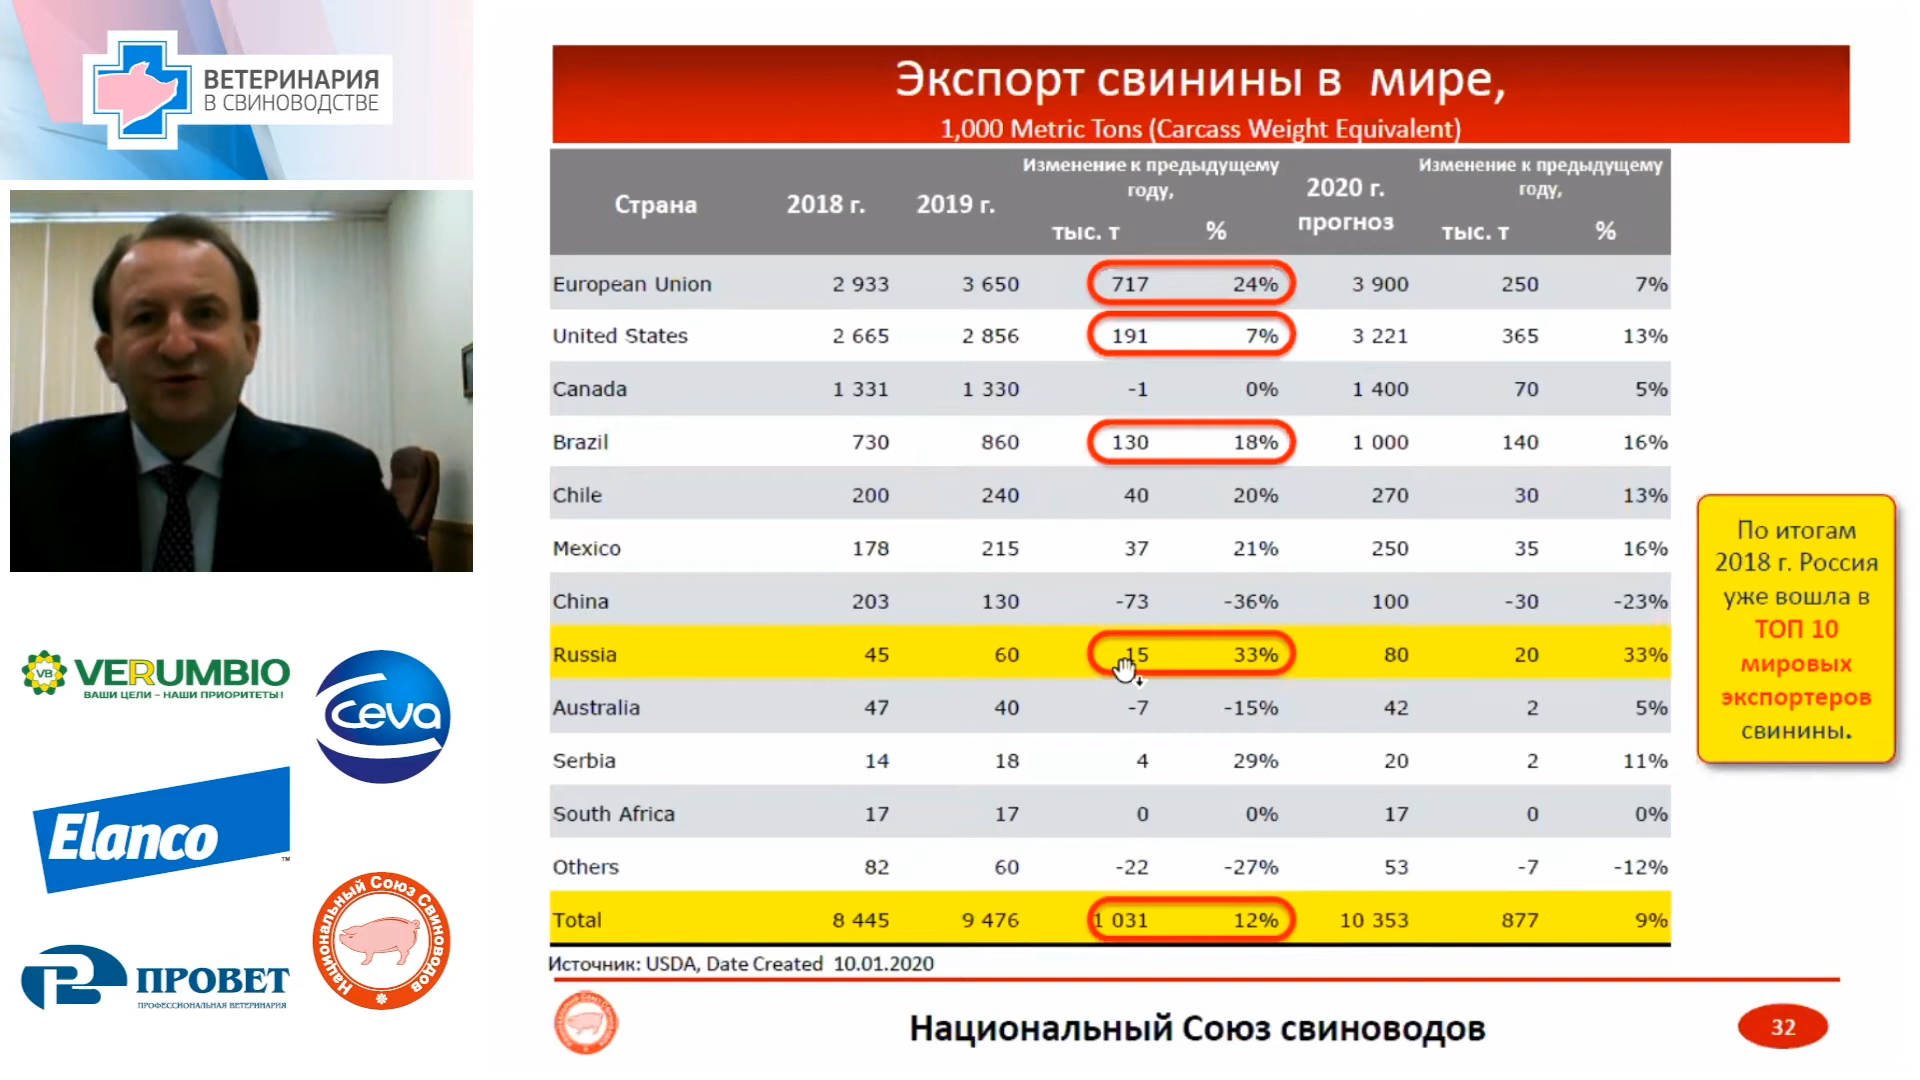 ВЕТЕРИНАРИЯ
В СВИНОВОДСТВЕ
VERUMBIO
VB
ВАШИ ЦЕЛИ – НАШИ ПРИОРИТЕТЫ!
Ceva
Elanco
™
Национальный Союз Свиноводов
ПРОВЕТ
ПРОФЕССИОНАЛЬНАЯ ВЕТЕРИНАРИЯ
Экспорт свинины в мире,
1,000 Metric Tons (Carcass Weight Equivalent)
Страна 2018 г. 2019 г. Изменение к предыдущему году, тыс. т % 2020 г. прогноз Изменение к предыдущему году, тыс. т %
European Union 2 933 3 650 717 24% 3 900 250 7%
United States 2 665 2 856 191 7% 3 221 365 13%
Canada 1 331 1 330 -1 0% 1 400 70 5%
Brazil 730 860 130 18% 1 000 140 16%
Chile 200 240 40 20% 270 30 13%
Mexico 178 215 37 21% 250 35 16%
China 203 130 -73 -36% 100 -30 -23%
Russia 45 60 15 33% 80 20 33%
Australia 47 40 -7 -15% 42 2 5%
Serbia 14 18 4 29% 20 2 11%
South Africa 17 17 0 0% 17 0 0%
Others 82 60 -22 -27% 53 -7 -12%
Total 8 445 9 476 1 031 12% 10 353 877 9%
Источник: USDA, Date Created 10.01.2020
По итогам
2018 г. Россия
уже вошла в
ТОП 10
мировых
экспортеров
свинины.
Национальный Союз свиноводов
32